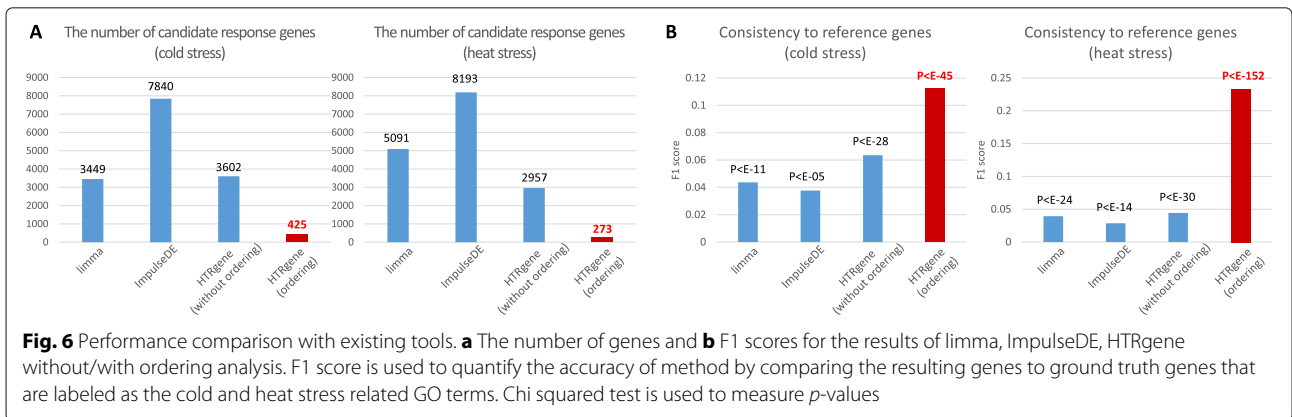 A
The number of candidate response genes
(cold stress)
9000
8000
7000
6000
5000
4000
3000
2000
1000
0
3449
7840
3602
425
limma
ImpulseDE
HTRgene
(without ordering)
HTRgene
(ordering)
The number of candidate response genes
(heat stress)
9000
8000
7000
6000
5000
4000
3000
2000
1000
0
5091
8193
2957
273
limma
ImpulseDE
HTRgene
(without ordering)
HTRgene
(ordering)
B
Consistency to reference genes
(cold stress)
F1 score
0.12
0.1
0.08
0.06
0.04
0.02
0
P<E-11
P<E-05
P<E-28
P<E-45
limma
ImpulseDE
HTRgene
(without ordering)
HTRgene
(ordering)
Consistency to reference genes
(heat stress)
F1 score
0.25
0.2
0.15
0.1
0.05
0
P<E-24
P<E-14
P<E-30
P<E-152
limma
ImpulseDE
HTRgene
(without ordering)
HTRgene
(ordering)
Fig. 6 Performance comparison with existing tools. a The number of genes and b F1 scores for the results of limma, ImpulseDE, HTRgene
without/with ordering analysis. F1 score is used to quantify the accuracy of method by comparing the resulting genes to ground truth genes that
are labeled as the cold and heat stress related GO terms. Chi squared test is used to measure p-values